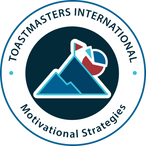 TOASTMASTERS INTERNATIONAL
Motivational Strategies